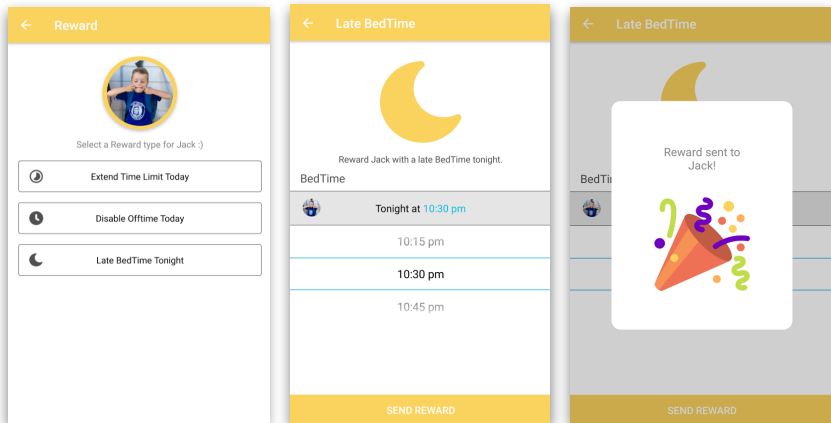 Reward
Select a Reward type for Jack :)
Extend Time Limit Today
Disable Offtime Today
Late BedTime Tonight
Late BedTime
Reward Jack with a late BedTime tonight.
BedTime
Tonight at 10:30 pm
10:15 pm
10:30 pm
10:45 pm
SEND REWARD
Late BedTime
Reward sent to
Jack!
BedTi
SEND REWARD